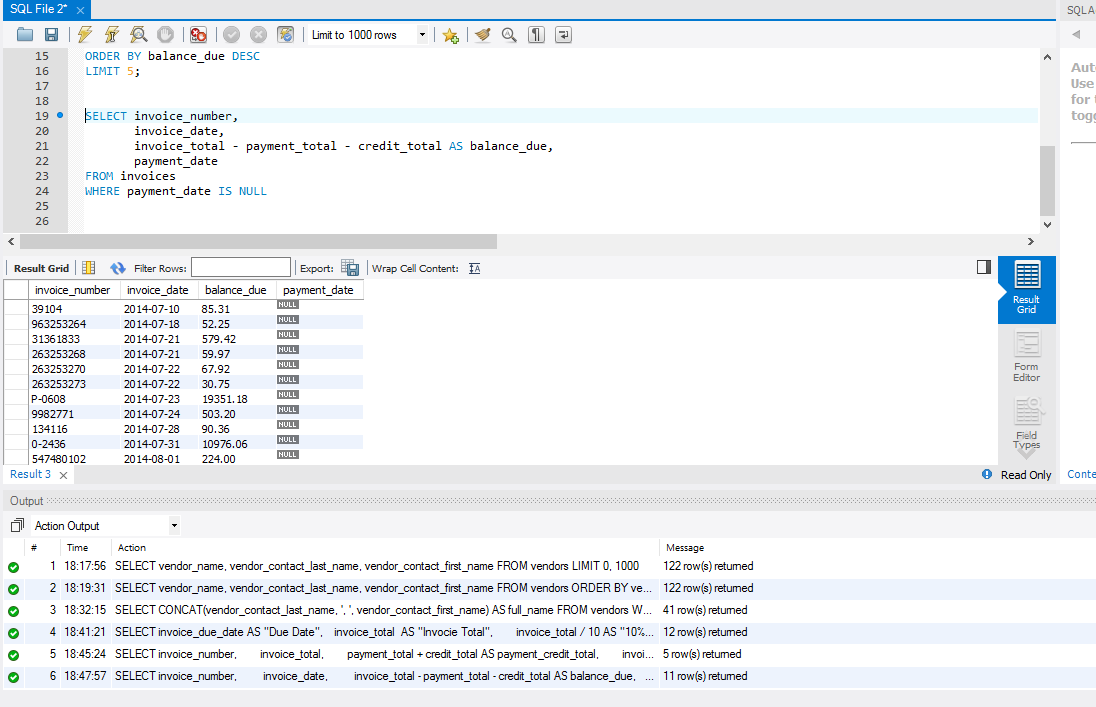 SQL File 2*
SQLA
Limit to 1000 rows
Auto
Use
for t
togg
15 ORDER BY balance_due DESC
16 LIMIT 5;
17
18
19 SELECT invoice_number,
20 invoice_date,
21 invoice_total - payment_total - credit_total AS balance_due,
22 payment_date
23 FROM invoices
24 WHERE payment_date IS NULL
25
26
Result Grid Filter Rows: Export: Wrap Cell Content:
invoice_number invoice_date balance_due payment_date
39104 2014-07-10 85.31 NULL
963253264 2014-07-18 52.25 NULL
31361833 2014-07-21 579.42 NULL
263253268 2014-07-21 59.97 NULL
263253270 2014-07-22 67.92 NULL
263253273 2014-07-22 30.75 NULL
P-0608 2014-07-23 19351.18 NULL
9982771 2014-07-24 503.20 NULL
134116 2014-07-28 90.36 NULL
0-2436 2014-07-31 10976.06 NULL
547480102 2014-08-01 224.00 NULL
Result
Grid
Form
Editor
Field
Types
Result 3 Read Only Conte
Output
Action Output
# Time Action Message
1 18:17:56 SELECT vendor_name, vendor_contact_last_name, vendor_contact_first_name FROM vendors LIMIT 0, 1000 122 row(s) returned
2 18:19:31 SELECT vendor_name, vendor_contact_last_name, vendor_contact_first_name FROM vendors ORDER BY ve... 122 row(s) returned
3 18:32:15 SELECT CONCAT(vendor_contact_last_name, ', ', vendor_contact_first_name) AS full_name FROM vendors W... 41 row(s) returned
4 18:41:21 SELECT invoice_due_date AS "Due Date", invoice_total AS "Invocie Total", invoice_total / 10 AS "10%... 12 row(s) returned
5 18:45:24 SELECT invoice_number, invoice_total, payment_total + credit_total AS payment_credit_total, invoi... 5 row(s) returned
6 18:47:57 SELECT invoice_number, invoice_date, invoice_total - payment_total - credit_total AS balance_due, ... 11 row(s) returned